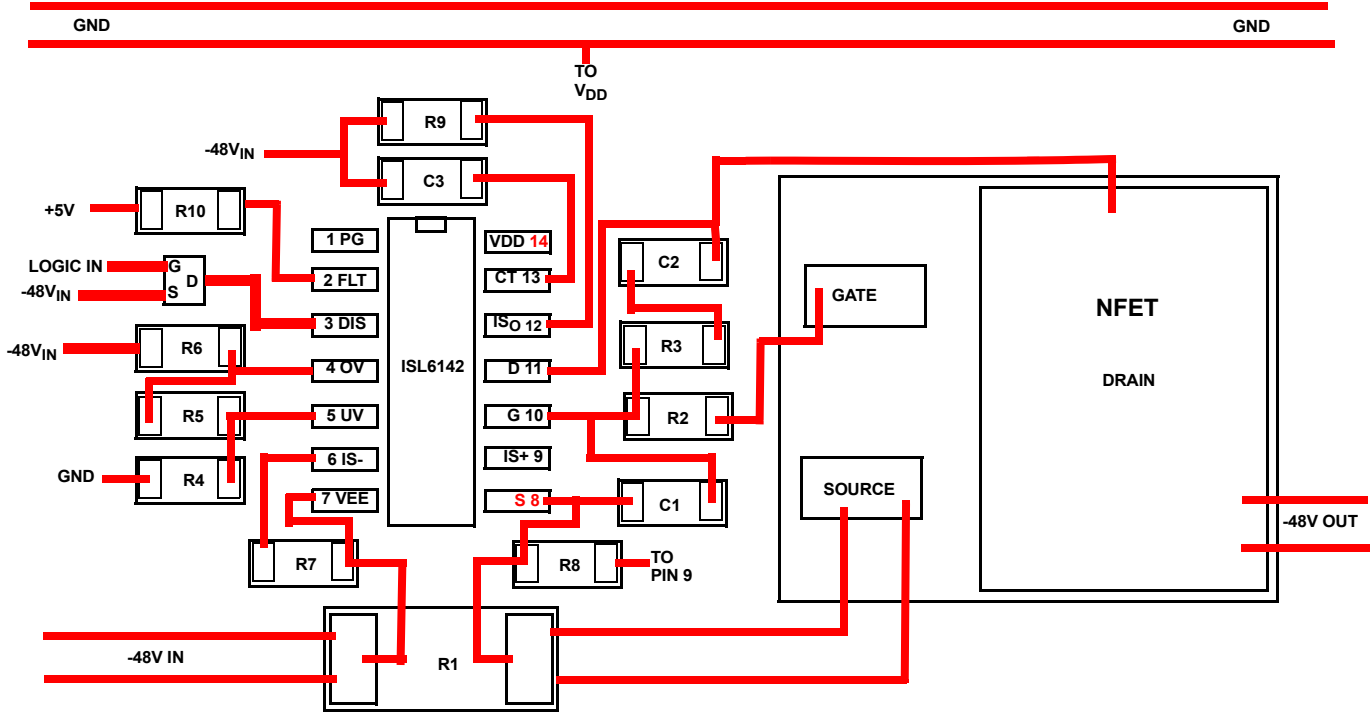 GND GND
TO
VDD
R9
-48VIN
C3
+5V R10
1 PG VDD 14
LOGIC IN G
D
-48VIN S
2 FLT CT 13
C2
3 DIS ISO 12
GATE NFET
-48VIN R6 R3
4 OV ISL6142 D 11
DRAIN
R5 5 UV G 10 R2
6 IS- IS+ 9
GND R4
SOURCE
7 VEE S 8 C1
-48V OUT
R7 R8 TO
PIN 9
-48V IN R1